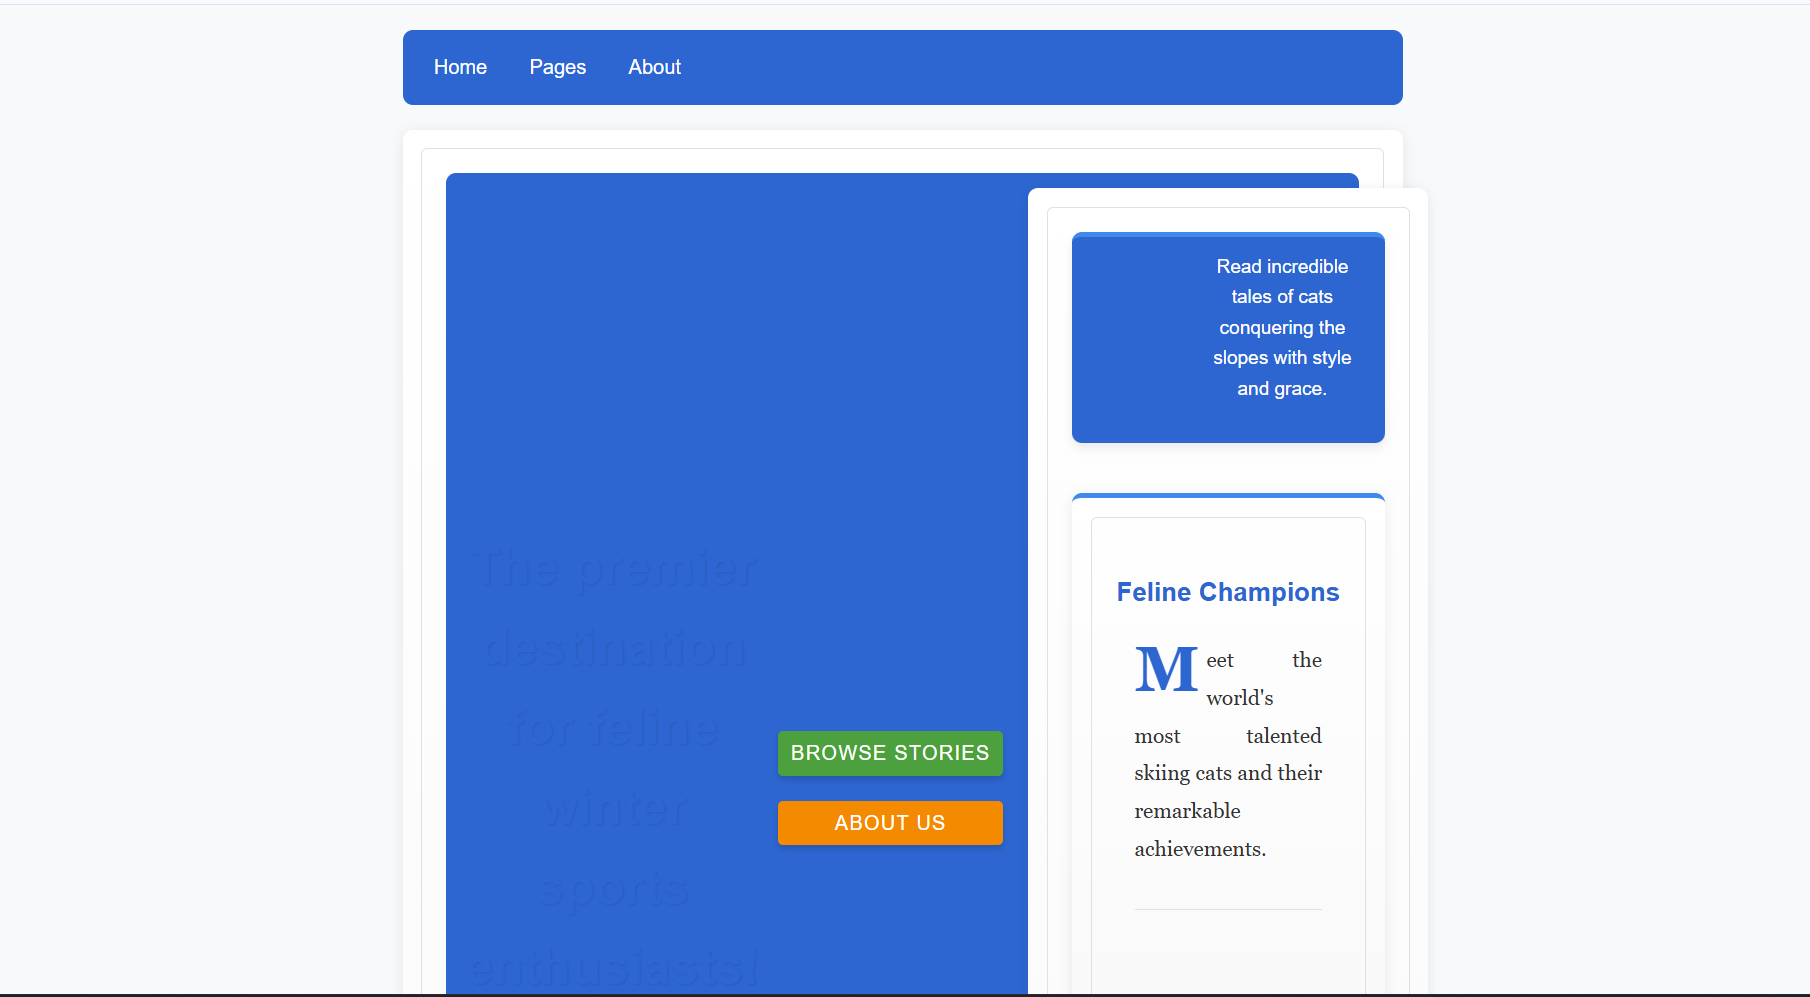 Home Pages About
The premier
destination
for feline
winter
sports
enthusiasts!
BROWSE STORIES
ABOUT US
Read incredible
tales of cats
conquering the
slopes with style
and grace.
Feline Champions
Meet the
world's
most talented
skiing cats and their
remarkable
achievements.